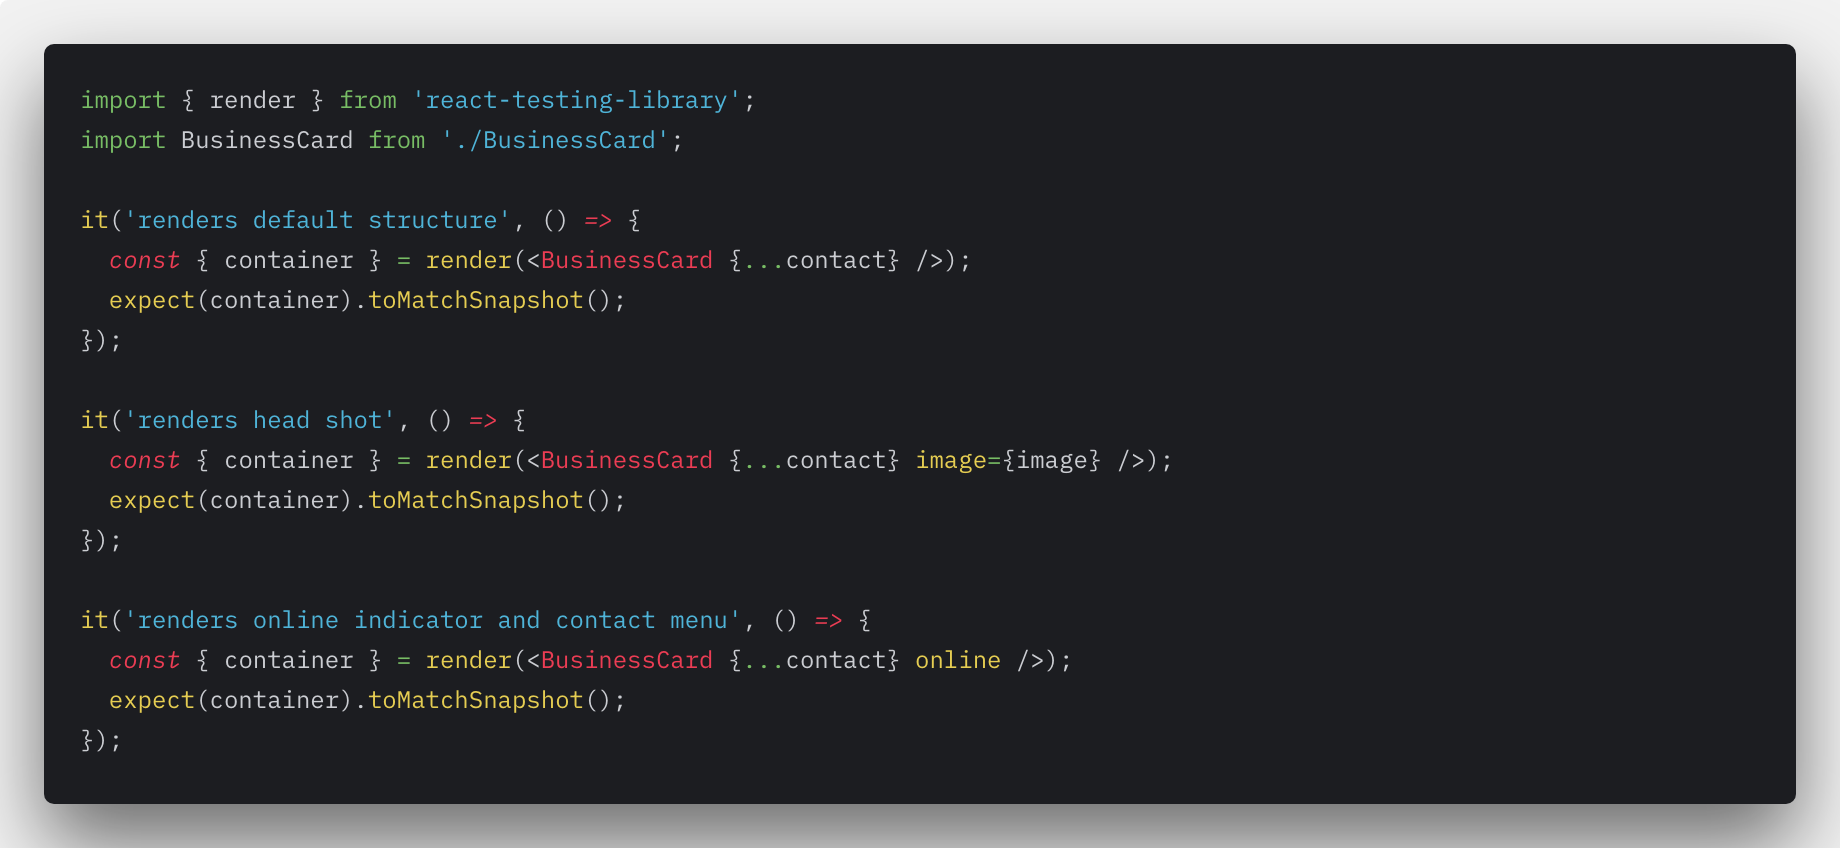 import { render } from 'react-testing-library';
import BusinessCard from './BusinessCard';

it('renders default structure', () => {
  const { container } = render(<BusinessCard {...contact} />);
  expect(container).toMatchSnapshot();
});

it('renders head shot', () => {
  const { container } = render(<BusinessCard {...contact} image={image} />);
  expect(container).toMatchSnapshot();
});

it('renders online indicator and contact menu', () => {
  const { container } = render(<BusinessCard {...contact} online />);
  expect(container).toMatchSnapshot();
});